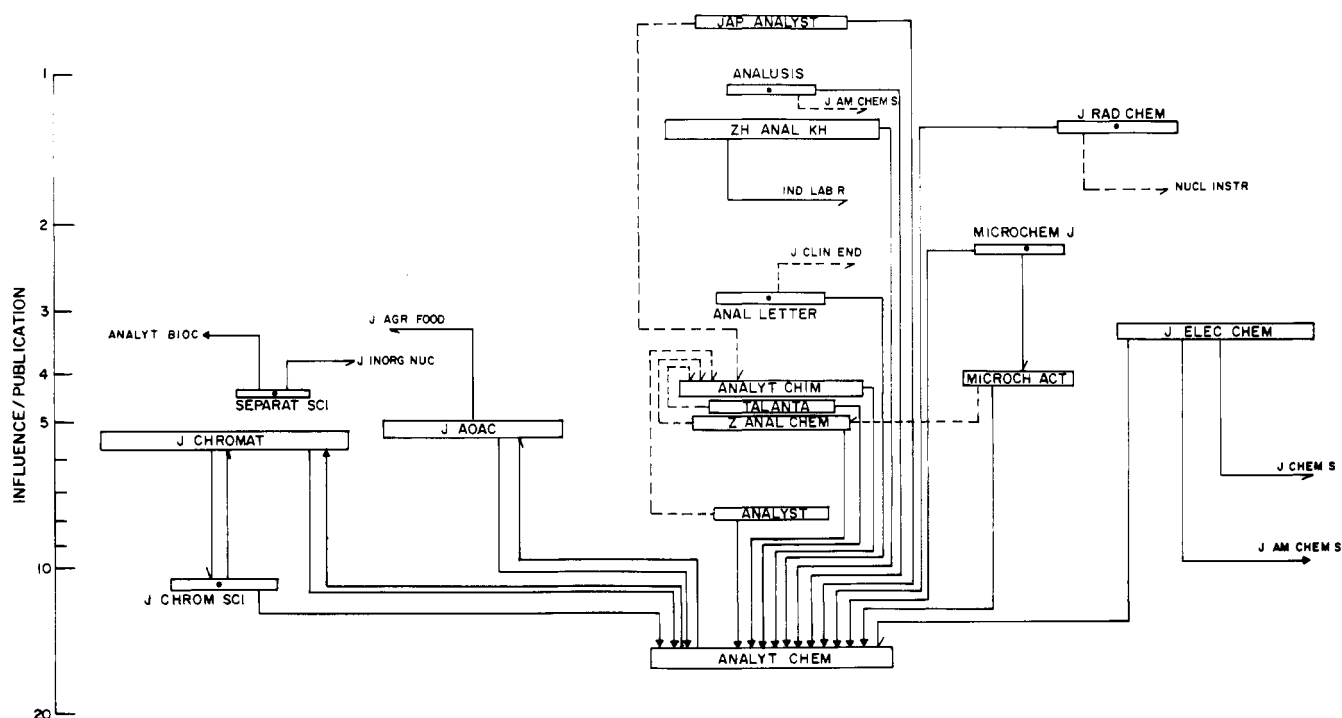 JAP ANALYST
1
ANALUSIS
J AM CHEM S
ZH ANAL KH
J RAD CHEM
IND LAB R
NUCL INSTR
2
MICROCHEM J
J CLIN END
INFLUENCE/PUBLICATION
3
ANAL LETTER
J AGR FOOD
ANALYT BIOC
J ELEC CHEM
J INORG NUC
4
ANALYT CHIM
MICROCH ACT
SEPARAT SCI
TALANTA
5
J AOAC
Z ANAL CHEM
J CHROMAT
J CHEM S
ANALYST
J AM CHEM S
10
J CHROM SCI
ANALYT CHEM
20